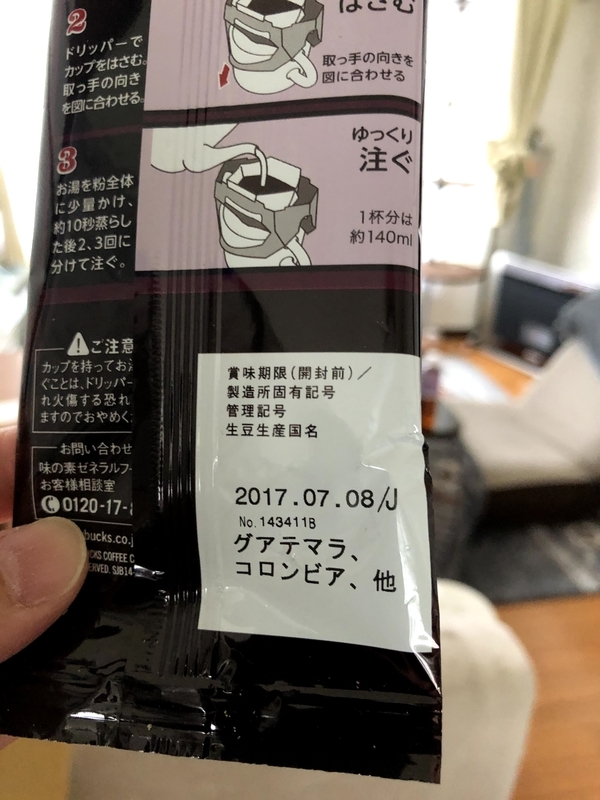 2
ドリッパーで
カップをはさむ。
取っ手の向き
を図に合わせる。
はさむ
取っ手の向きを
図に合わせる
3
お湯を粉全体
に少量かけ、
約10秒蒸らし
た後2、3回に
分けて注ぐ。
ゆっくり
注ぐ
1杯分は
約140ml
ご注意
カップを持ってお
ぐことは、ドリッパー
れ火傷する恐れ
ますのでおやめく
お問い合わせ
味の素ゼネラルフ
お客様相談室
0120-17-
bucks.co.j
CKS COFFEE C
ERVED. SJB14
賞味期限(開封前)/
製造所固有記号
管理記号
生豆生産国名
2017.07.08/J
No.143411B
グアテマラ、
コロンビア、他